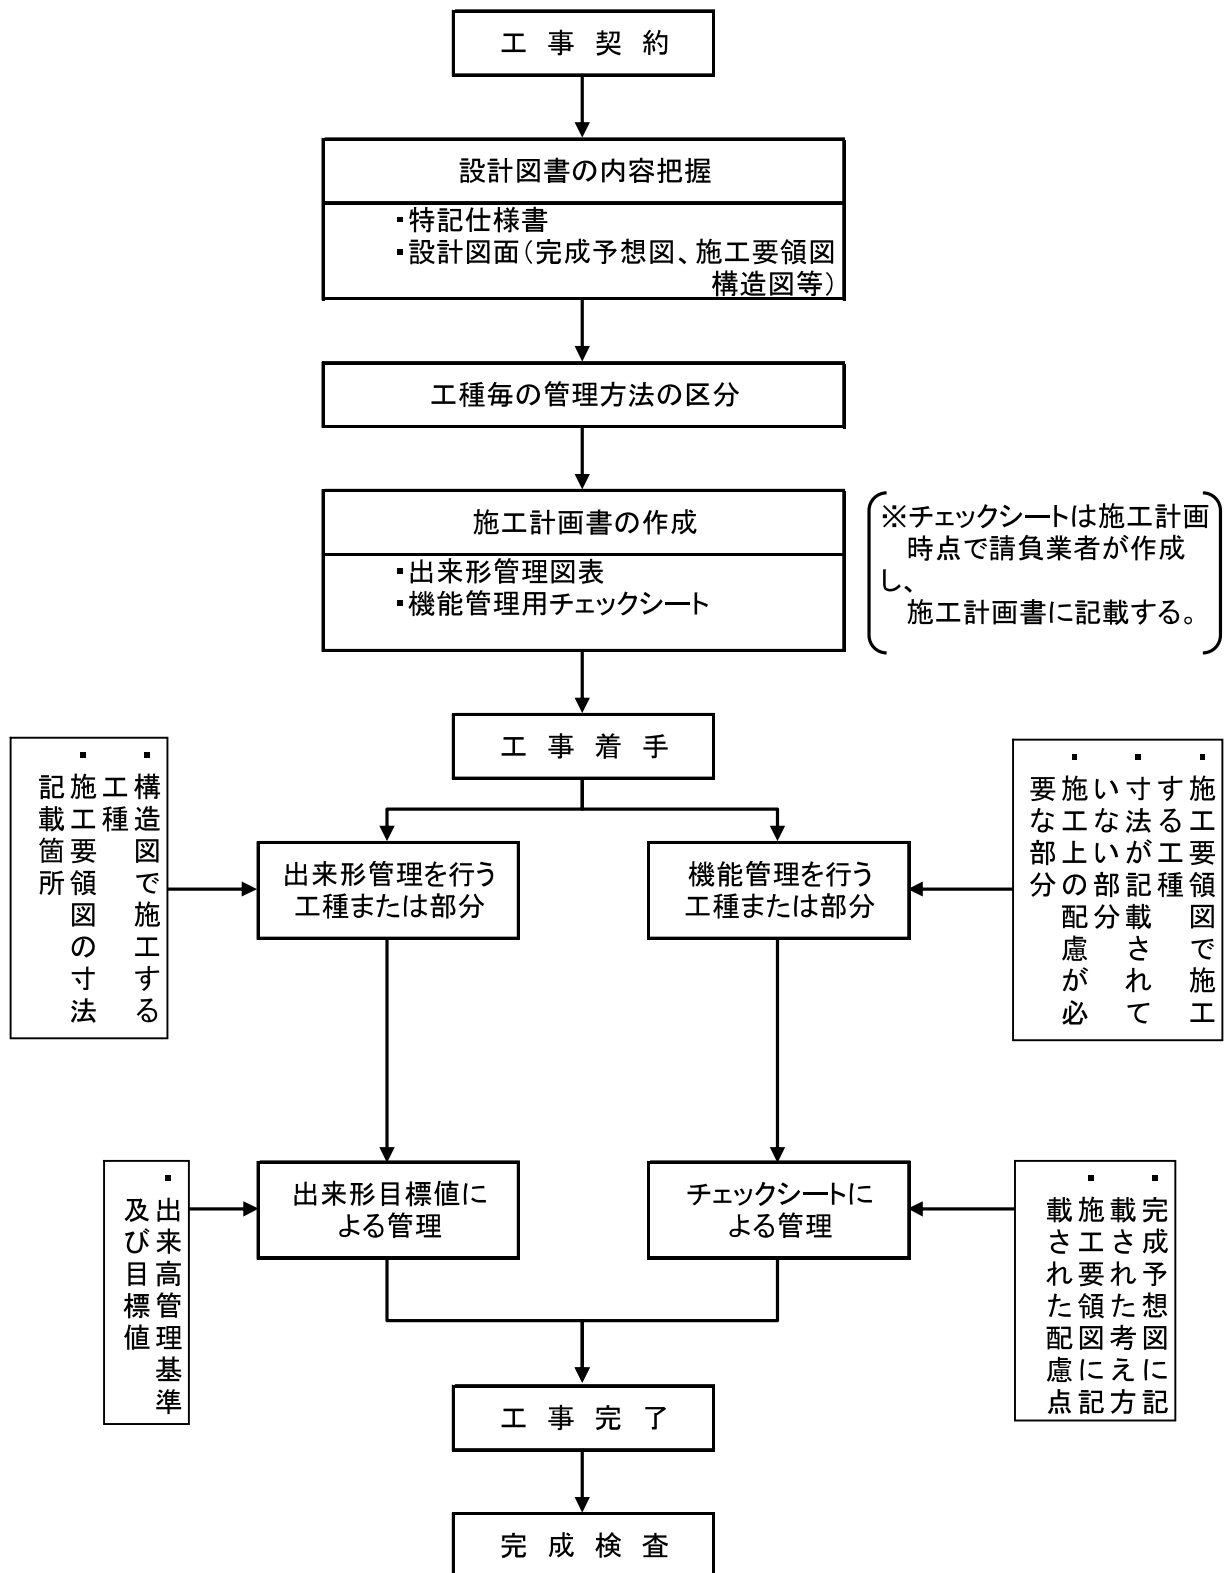 工事契約
設計図書の内容把握
・特記仕様書
・設計図面（完成予想図、施工要領図
構造図等）
工種毎の管理方法の区分
施工計画書の作成
・出来形管理図表
・機能管理用チェックシート
※チェックシートは施工計画
時点で請負業者が作成
し、
施工計画書に記載する。
工事着手
・構造図で施工する
工種
・施工要領図の寸法
記載箇所
出来形管理を行う
工種または部分
機能管理を行う
工種または部分
・施工要領図で施工
する工種
・寸法が記載されて
いない部分
・施工上の配慮が必
要な部分
・出来高管理基準
及び目標値
出来形目標値に
よる管理
チェックシートに
よる管理
・完成予想図に記
載された考え方
・施工要領図に記
載された配慮点
工事完了
完成検査